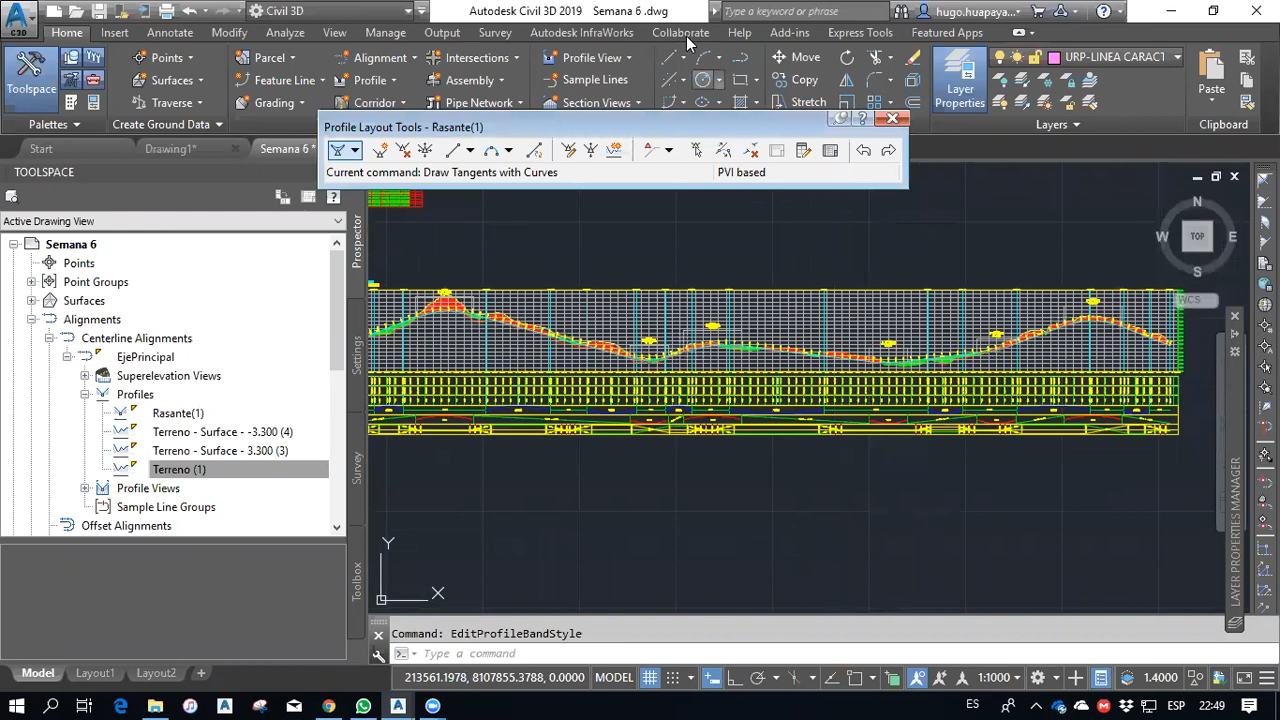 C3D
Civil 3D
Autodesk Civil 3D 2019 Semana 6 .dwg
Type a keyword or phrase
hugo.huapaya...
Home Insert Annotate Modify Analyze View Manage Output Survey Autodesk InfraWorks Collaborate Help Add-ins Express Tools Featured Apps
Toolspace
Points
Surfaces
Traverse
Parcel
Feature Line
Grading
Alignment
Profile
Corridor
Intersections
Assembly
Pipe Network
Profile View
Sample Lines
Section Views
Move
Copy
Stretch
Layer
Properties
URP-LINEA CARACT
Paste
Palettes
Create Ground Data
Layers
Clipboard
Profile Layout Tools - Rasante(1)
Current command: Draw Tangents with Curves
PVI based
Start
Drawing1*
Semana 6*
TOOLSPACE
Active Drawing View
Semana 6
Points
Point Groups
Surfaces
Alignments
Centerline Alignments
EjePrincipal
Superelevation Views
Profiles
Rasante(1)
Terreno - Surface - -3.300 (4)
Terreno - Surface - 3.300 (3)
Terreno (1)
Profile Views
Sample Line Groups
Offset Alignments
Prospector
Settings
Survey
Toolbox
N
W
TOP
E
S
WCS
LAYER PROPERTIES MANAGER
Y
X
Command: EditProfileBandStyle
Type a command
Model Layout1 Layout2
213561.1978, 8107855.3788, 0.0000 MODEL
1:1000
1.4000
ES
ESP
22:49